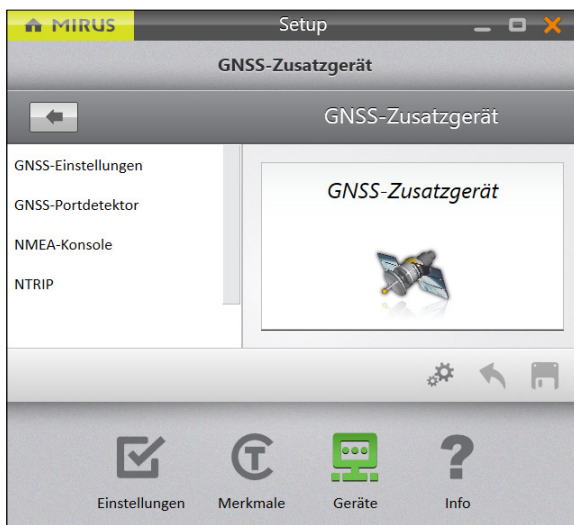 MIRUS
Setup
GNSS-Zusatzgerät
GNSS-Zusatzgerät
GNSS-Einstellungen
GNSS-Portdetektor
NMEA-Konsole
NTRIP
GNSS-Zusatzgerät
Einstellungen
Merkmale
Geräte
Info